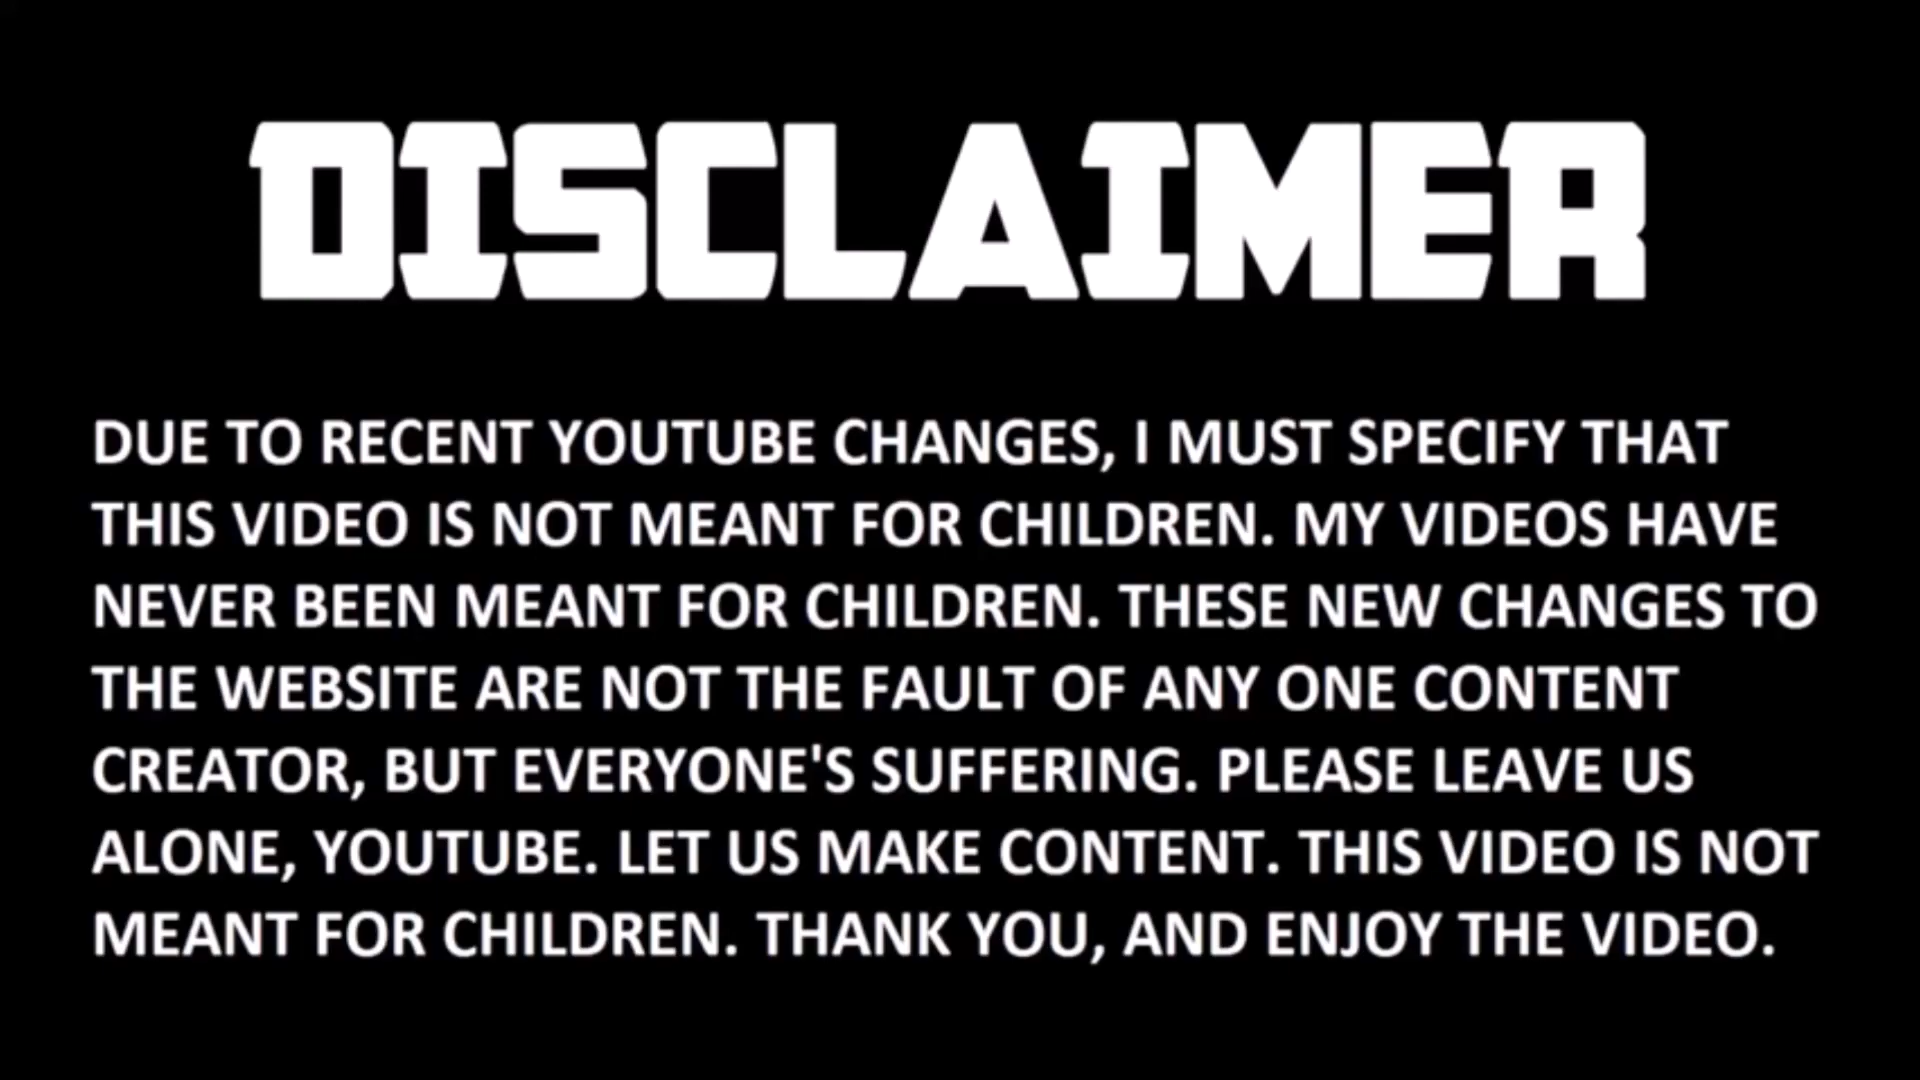 DISCLAIMER
DUE TO RECENT YOUTUBE CHANGES, I MUST SPECIFY THAT
THIS VIDEO IS NOT MEANT FOR CHILDREN. MY VIDEOS HAVE
NEVER BEEN MEANT FOR CHILDREN. THESE NEW CHANGES TO
THE WEBSITE ARE NOT THE FAULT OF ANY ONE CONTENT
CREATOR, BUT EVERYONE'S SUFFERING. PLEASE LEAVE US
ALONE, YOUTUBE. LET US MAKE CONTENT. THIS VIDEO IS NOT
MEANT FOR CHILDREN. THANK YOU, AND ENJOY THE VIDEO.